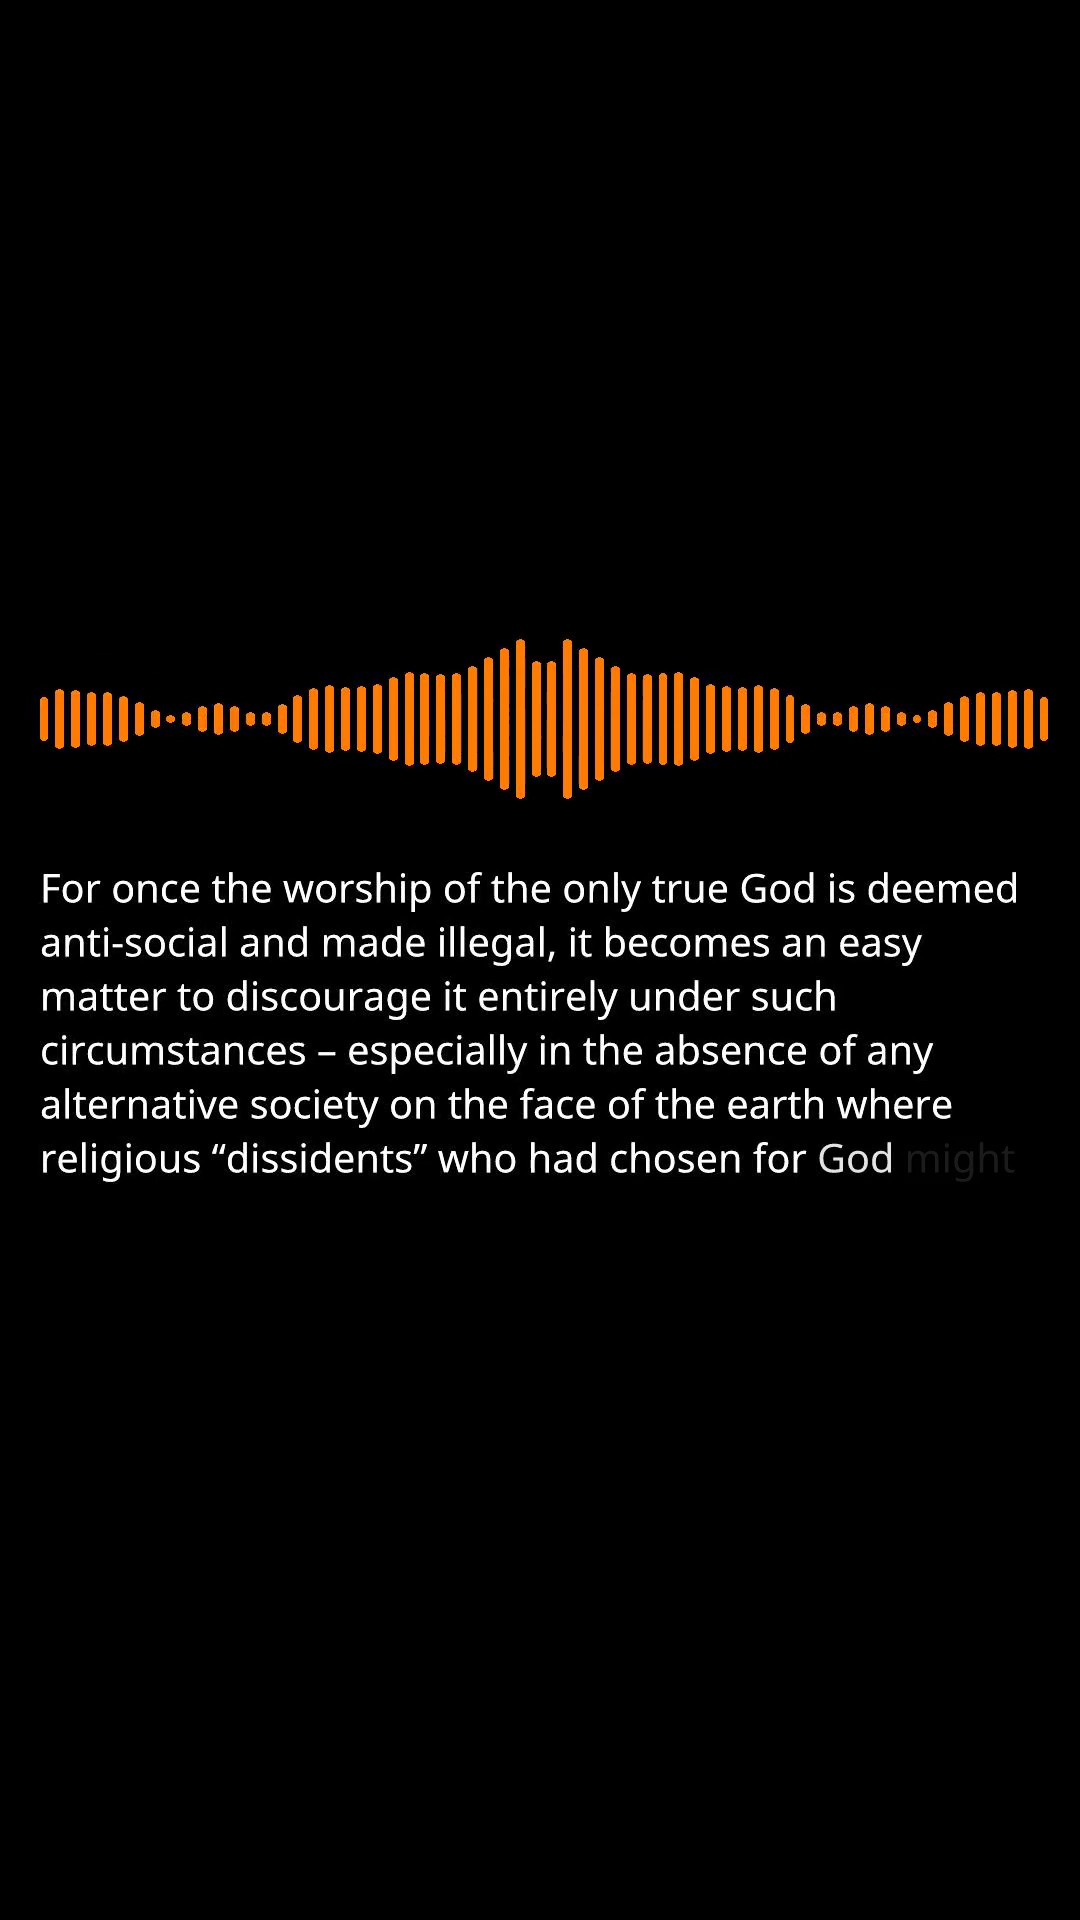 For once the worship of the only true God is deemed
anti-social and made illegal, it becomes an easy
matter to discourage it entirely under such
circumstances – especially in the absence of any
alternative society on the face of the earth where
religious “dissidents” who had chosen for God might